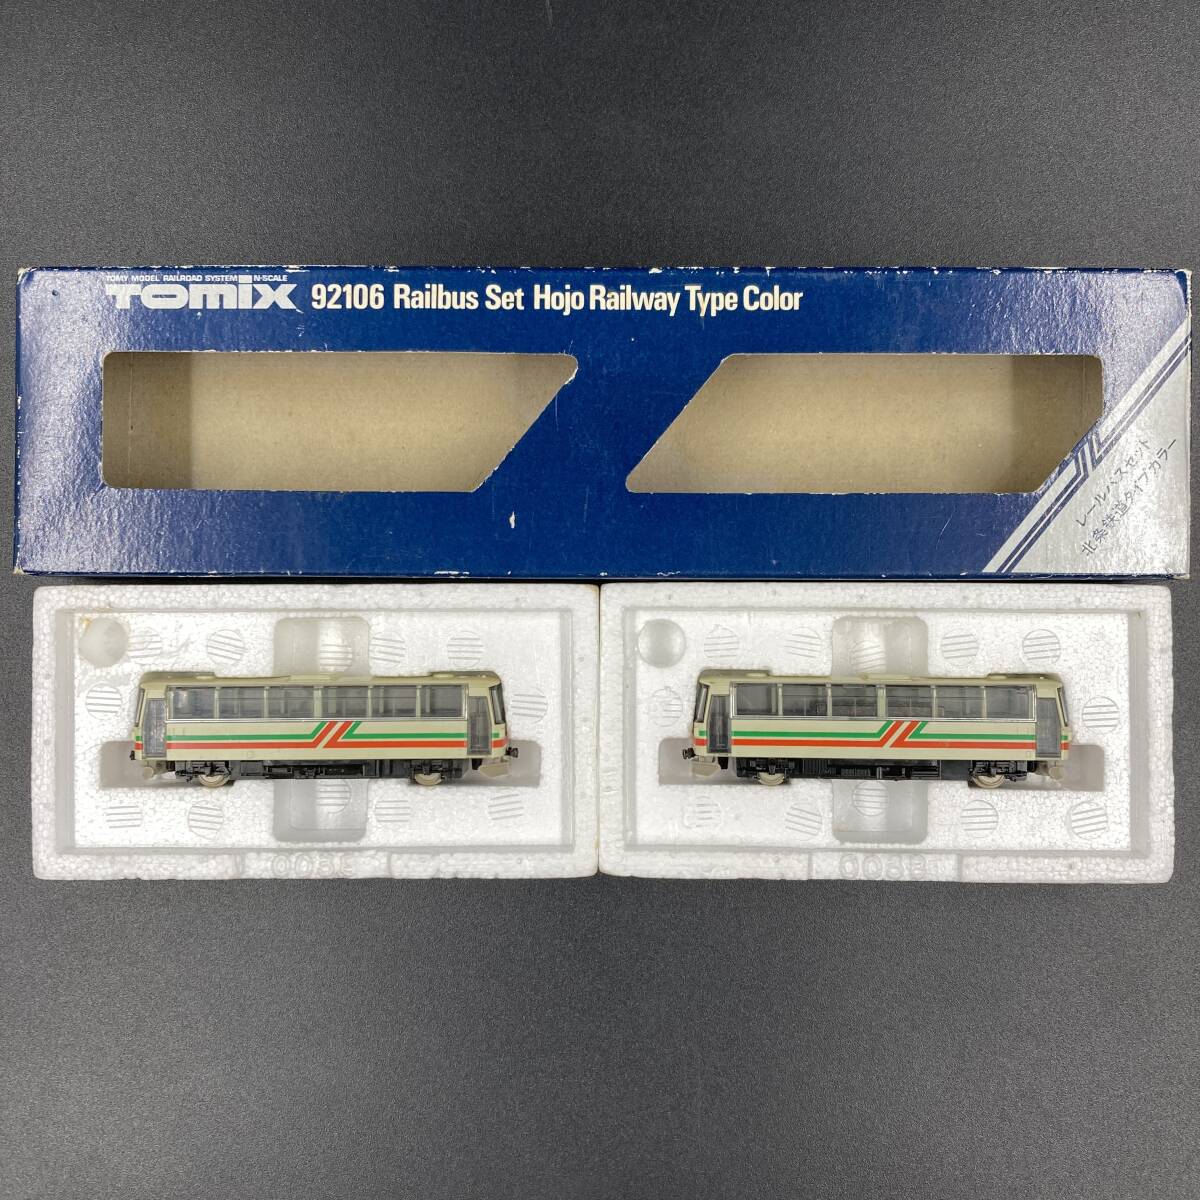 TOMY MODEL RAILROAD SYSTEM N-SCALE
TOMIX 92106 Railbus Set Hojo Railway Type Color
レールバスセット
北条鉄道タイプカラー